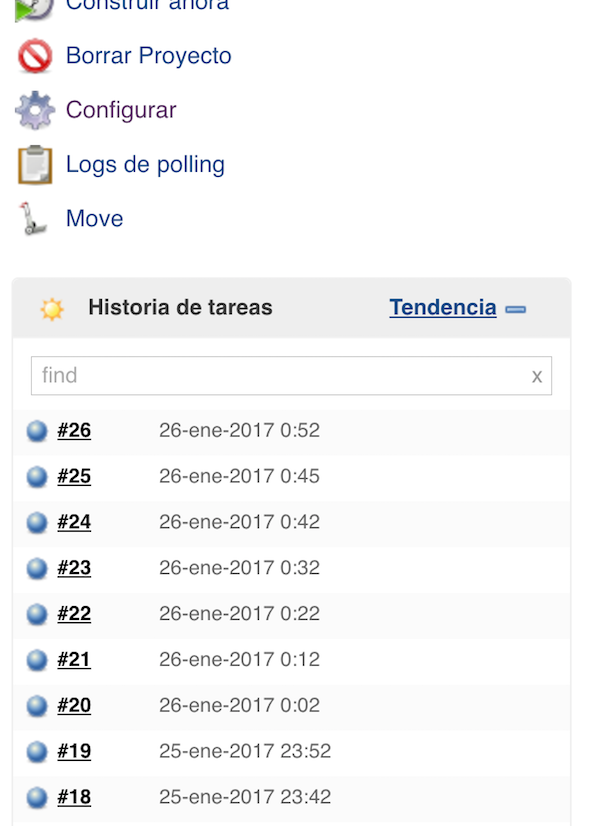 Construir ahora
Borrar Proyecto
Configurar
Logs de polling
Move
Historia de tareas Tendencia
find x
#26 26-ene-2017 0:52
#25 26-ene-2017 0:45
#24 26-ene-2017 0:42
#23 26-ene-2017 0:32
#22 26-ene-2017 0:22
#21 26-ene-2017 0:12
#20 26-ene-2017 0:02
#19 25-ene-2017 23:52
#18 25-ene-2017 23:42